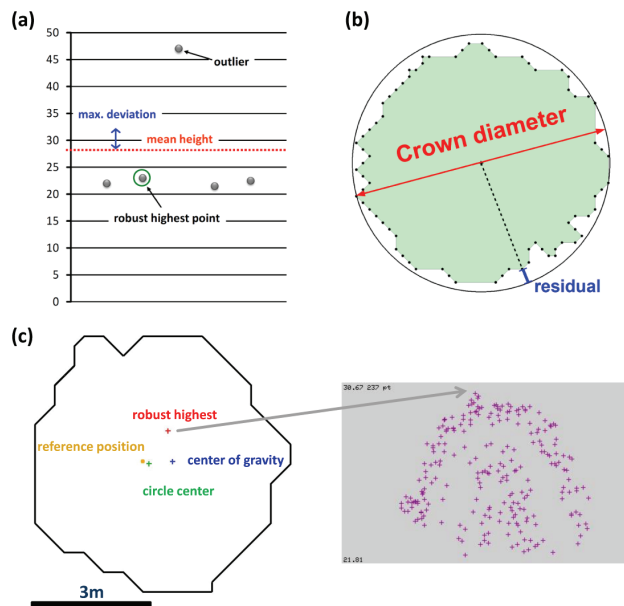 (a)
50
45
40
35
30
25
20
15
10
5
0
outlier
max. deviation
mean height
robust highest point
(b)
Crown diameter
residual
(c)
robust highest
reference position
center of gravity
circle center
3m
30.67 237 pt
21.81